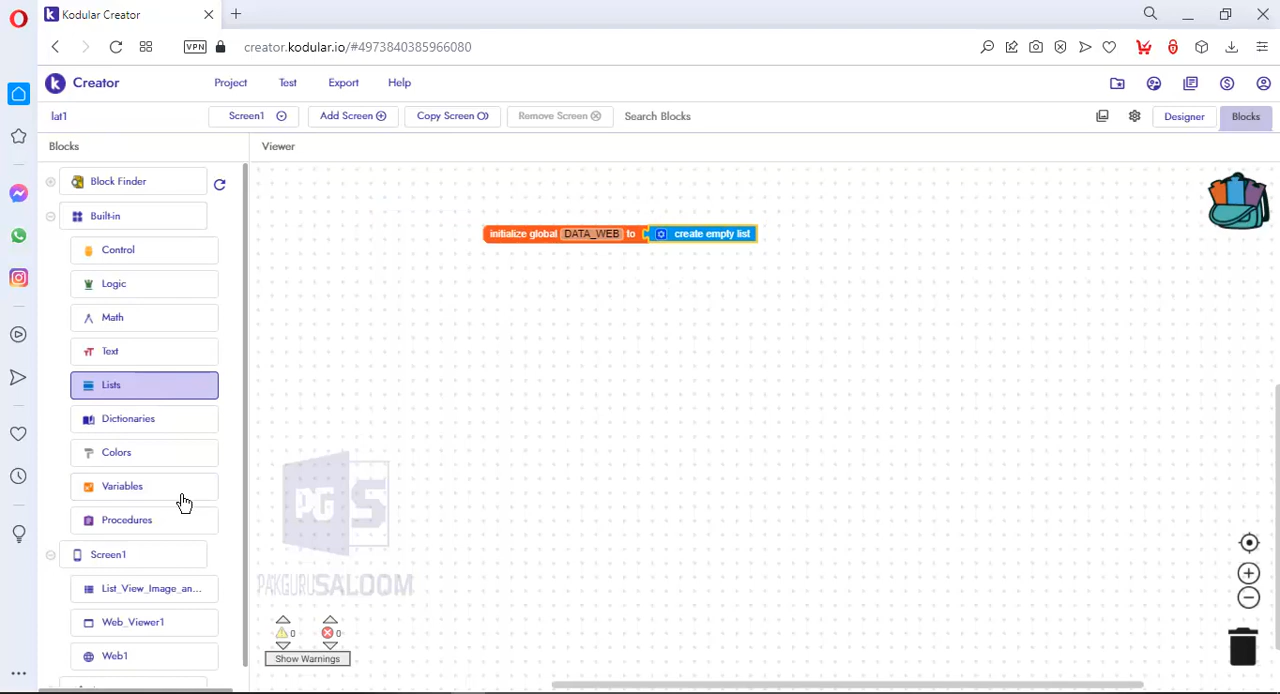 Kodular Creator
VPN
creator.kodular.io/#4973840385966080
Creator
Project
Test
Export
Help
lat1
Screen1
Add Screen
Copy Screen
Remove Screen
Search Blocks
Designer
Blocks
Blocks
Viewer
Block Finder
Built-in
Control
Logic
Math
Text
Lists
Dictionaries
Colors
Variables
Procedures
Screen1
List_View_Image_an...
Web_Viewer1
Web1
initialize global DATA_WEB to create empty list
PG S
PAKGURUSALOOM
0
0
Show Warnings